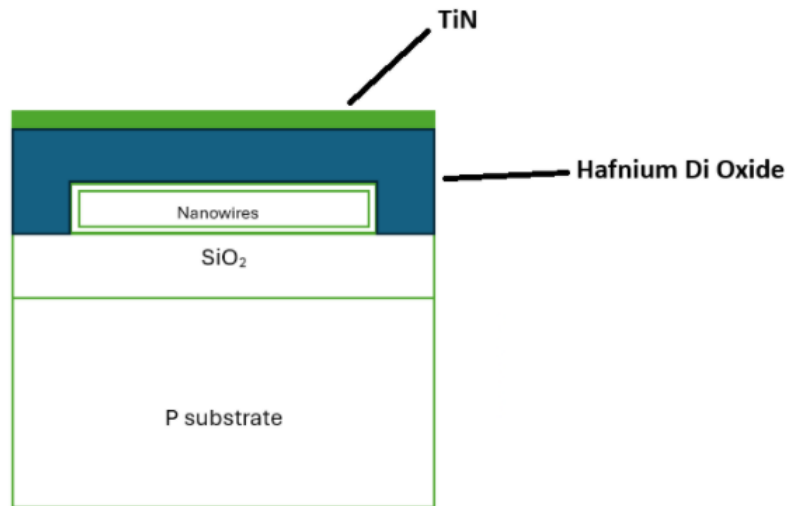 TiN
Hafnium Di Oxide
Nanowires
SiO₂
P substrate